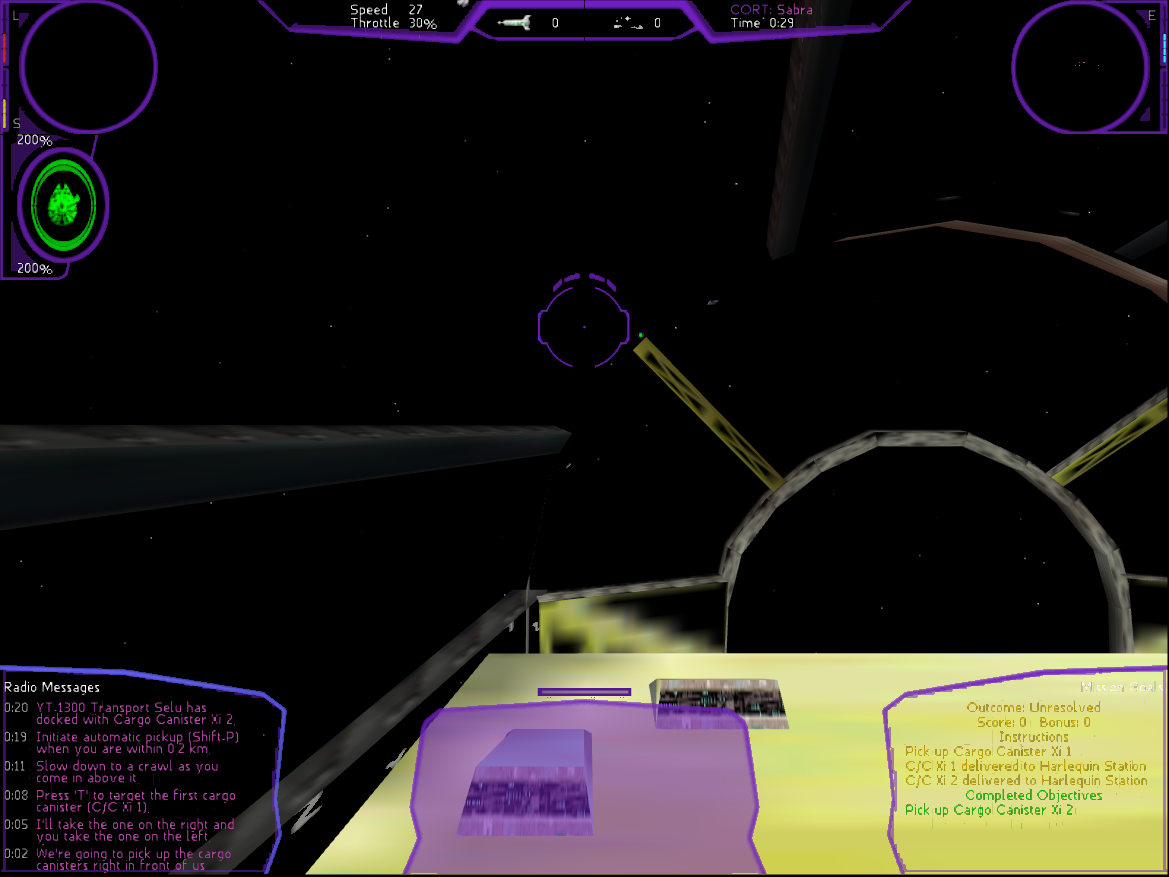 L
Speed 27
Throttle 30%
0
0
CORT: Sabra
Time 0:29
E
S
200%
200%
Radio Messages
0:20 YT-1300 Transport Selu has
docked with Cargo Canister Xi 2.
0:19 Initiate automatic pickup (Shift-P)
when you are within 0.2 km
0:11 Slow down to a crawl as you
come in above it
0:08 Press 'T' to target the first cargo
canister (C/C Xi 1).
0:05 I'll take the one on the right and
you take the one on the left.
0:02 We're going to pick up the cargo
canisters right in front of us
Mission Goals
Outcome: Unresolved
Score: 0 Bonus: 0
Instructions
Pick up Cargo Canister Xi 1
C/C Xi 1 delivered to Harlequin Station
C/C Xi 2 delivered to Harlequin Station
Completed Objectives
Pick up Cargo Canister Xi 2